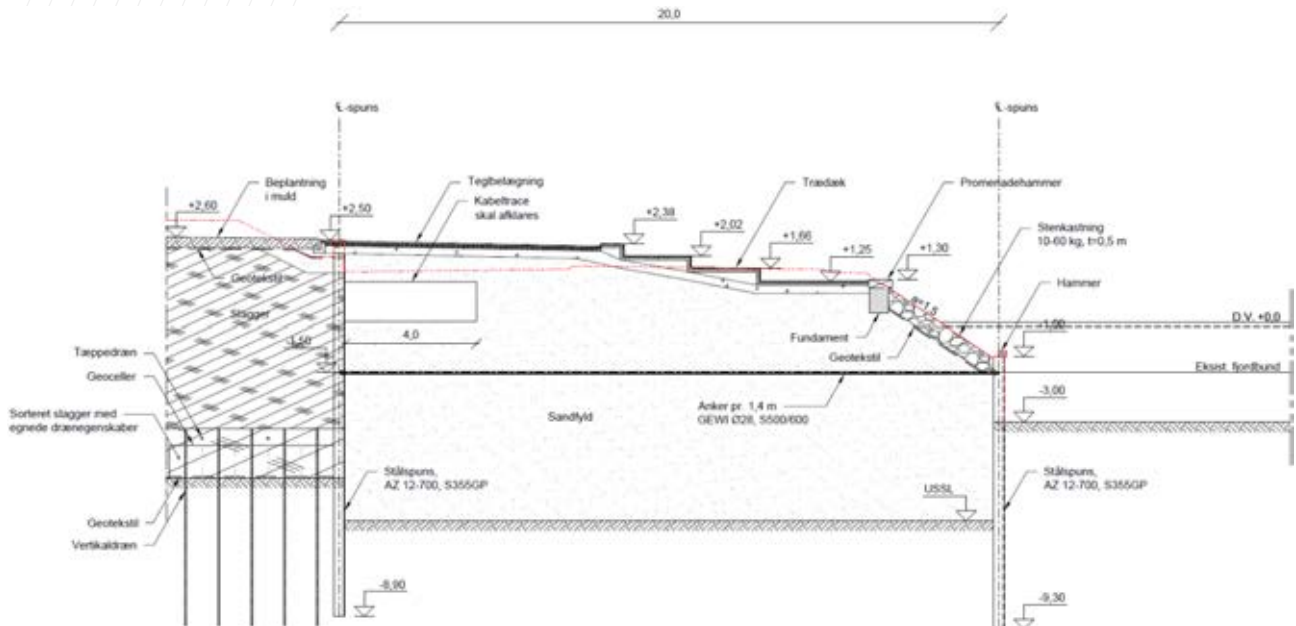 20,0
℄-spuns
℄-spuns
Beplantning
i muld
Teglbelægning
Kabeltrace
skal afklares
Trædæk
Promenadehammer
Stenkastning
10-60 kg, t=0,5 m
Hammer
+2,60
+2,50
+2,38
+2,02
+1,66
+1,25
+1,30
Geotekstil
Slagger
D.V. +0,0
-1,00
Eksist. fjordbund
-3,00
-1,50
4,0
Fundament
Geotekstil
Tæppedræn
Geoceller
Sorteret slagger med
egnede drænegenskaber
Sandfyld
Anker pr. 1,4 m
GEWI Ø28, S500/600
Stålspuns,
AZ 12-700, S355GP
Stålspuns,
AZ 12-700, S355GP
USSL
Geotekstil
Vertikaldræn
-8,90
-9,30